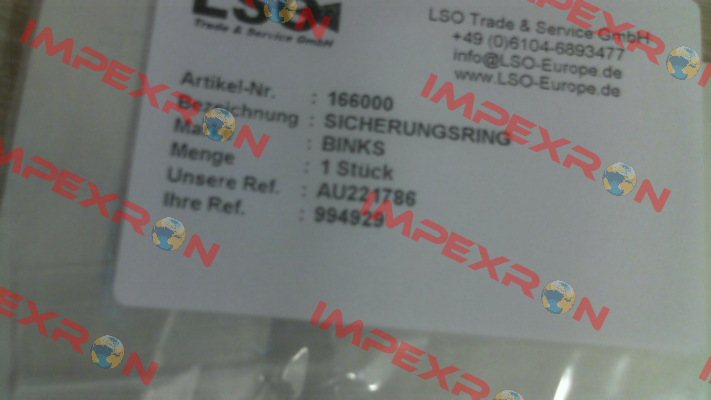 LSO
Trade & Service GmbH
LSO Trade & Service GmbH
+49 (0)6104-6893477
info@LSO-Europe.de
www.LSO-Europe.de
Artikel-Nr. : 166000
Bezeichnung : SICHERUNGSRING
: BINKS
Menge : 1 Stück
Unsere Ref. : AU221786
Ihre Ref. : 994929
IMPEXRON
IMPEXRON
IMPEXRON
IMPEXRON
IMPEXRON
IMPEXRON